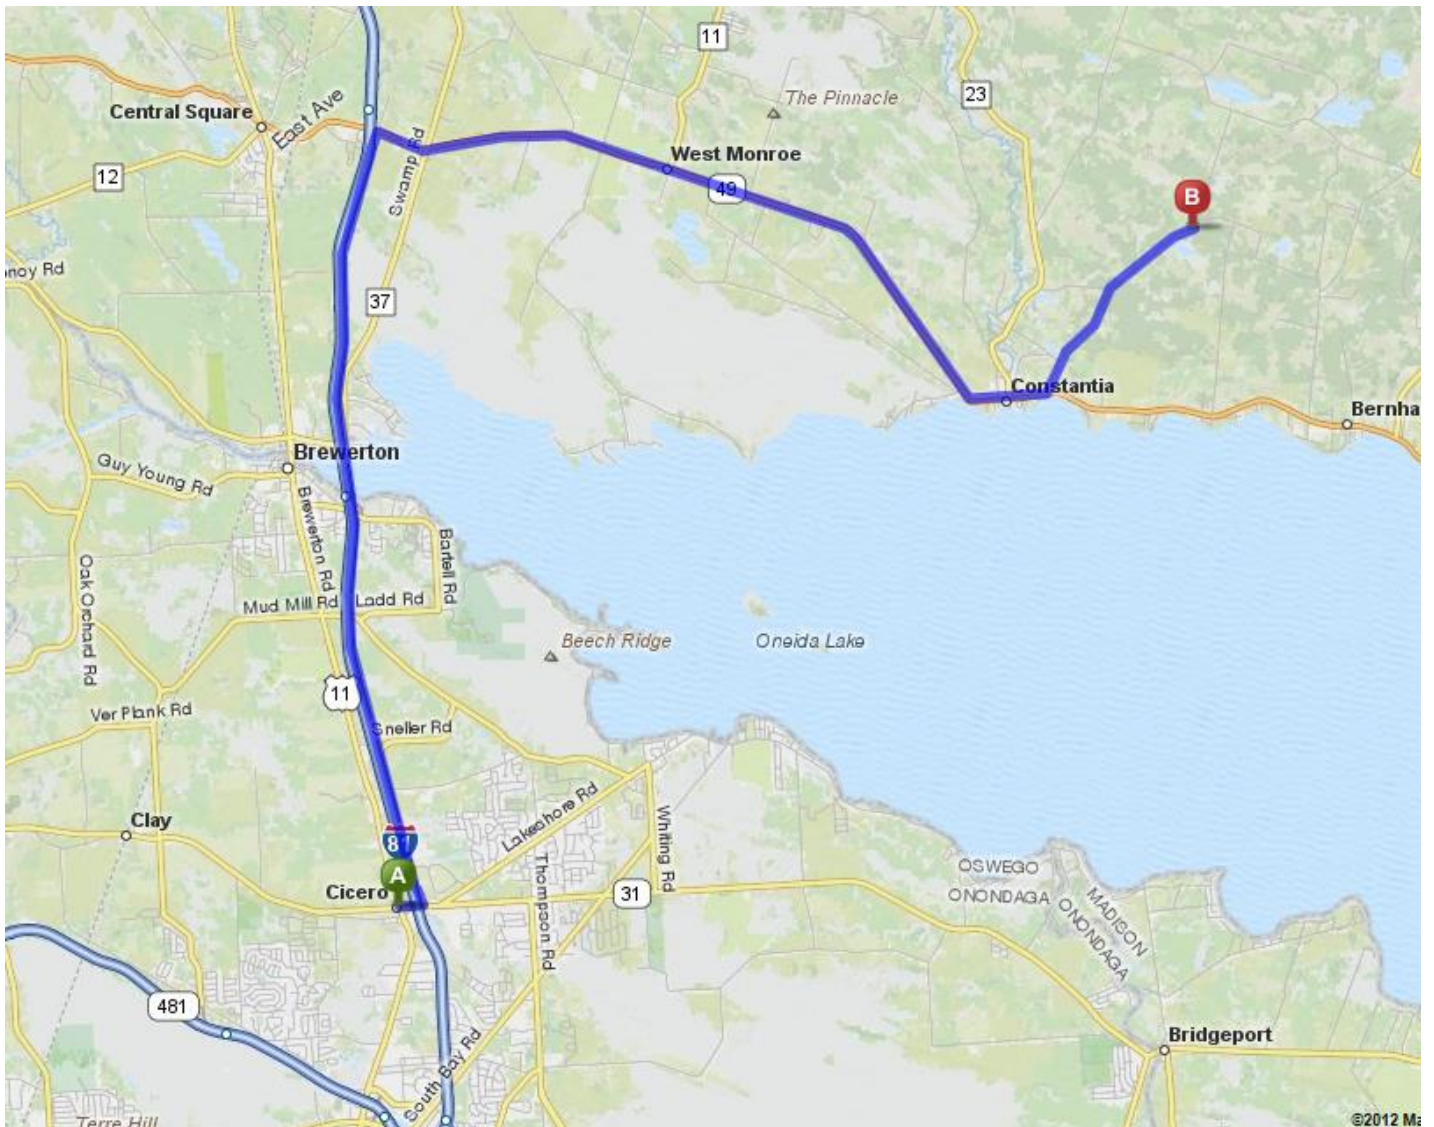 11
The Pinnacle
23
Central Square
East Ave
West Monroe
12
Swamp Rd
49
B
37
Constantia
Bernha
Brewerton
Guy Young Rd
Brewerton Rd
Bartell Rd
Oak Orchard Rd
Mud Mill Rd
Ladd Rd
Beech Ridge
Oneida Lake
11
Ver Plank Rd
Sneller Rd
Lakeshore Rd
Clay
81
Whiting Rd
A
Cicero
31
Thompson Rd
OSWEGO
ONONDAGA
MADISON
ONONDAGA
481
South Bay Rd
Bridgeport
Terre Hill
©2012 Ma